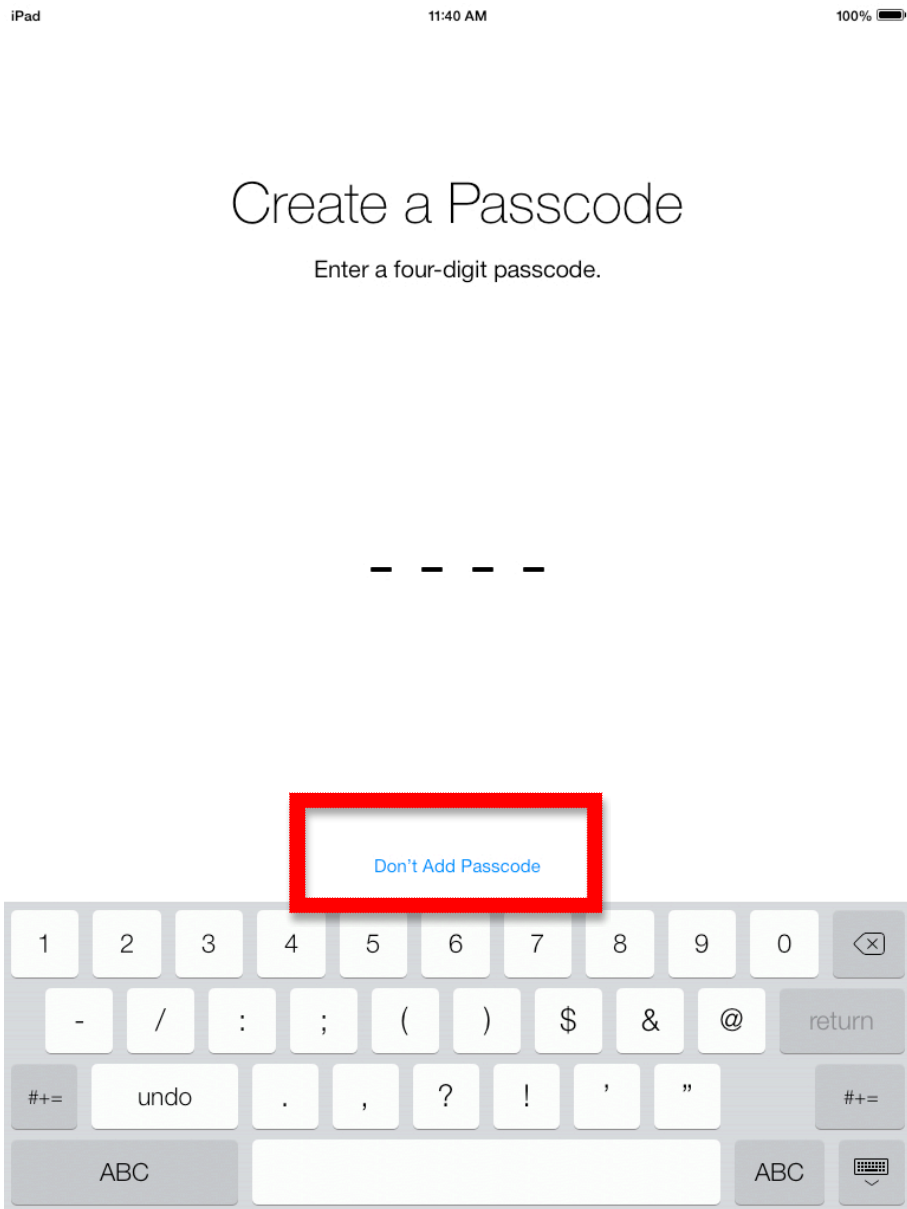 iPad 11:40 AM 100%
Create a Passcode
Enter a four-digit passcode.
Don't Add Passcode
1 2 3 4 5 6 7 8 9 0
- / : ; ( ) $ & @ return
#+= undo . , ? ! ’ ” #+=
ABC ABC